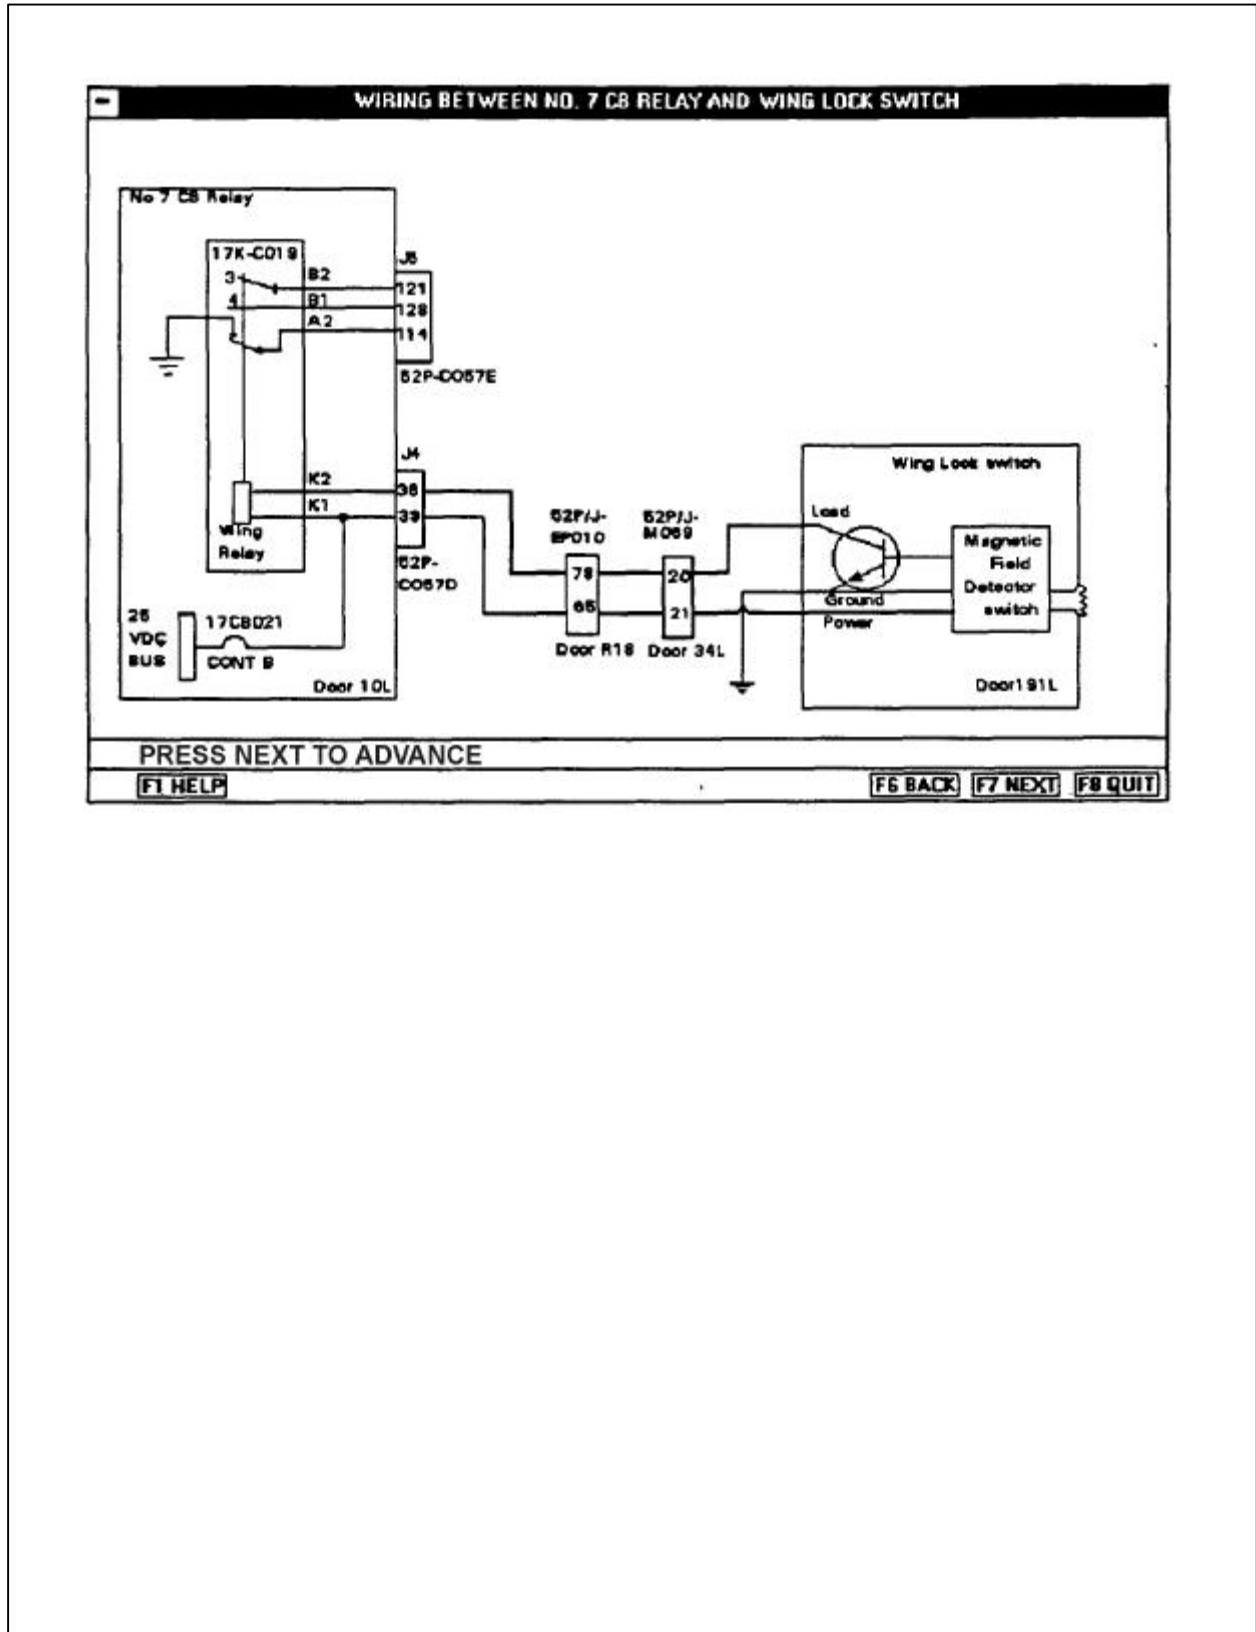 WIRING BETWEEN NO. 7 CB RELAY AND WING LOCK SWITCH
No 7 CB Relay
17K-C019
3
4
B2
B1
A2
J5
121
128
114
52P-C057E
K2
K1
Wing
Relay
J4
38
39
52P-
C057D
52P/J-
EP010
78
65
Door R18
52P/J-
M069
20
21
Door 34L
Wing Lock switch
Load
Ground
Power
Magnetic
Field
Detector
switch
Door191L
VDC
BUS
17CBD21
CONT B
Door 10L
PRESS NEXT TO ADVANCE
F1 HELP
F6 BACK
F7 NEXT
F8 QUIT